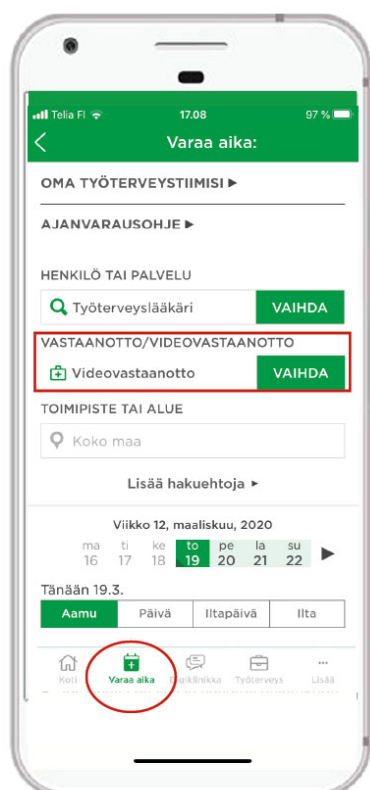 Telia FI 17.08 97 %
Varaa aika:
OMA TYÖTERVEYSTIIMISI ►
AJANVARAUSOHJE ►
HENKILÖ TAI PALVELU
Työterveyslääkäri VAIHDA
VASTAANOTTO/VIDEOVASTAANOTTO
Videovastaanotto VAIHDA
TOIMIPISTE TAI ALUE
Koko maa
Lisää hakuehtoja ►
Viikko 12, maaliskuu, 2020
ma ti ke to pe la su
16 17 18 19 20 21 22 ►
Tänään 19.3.
Aamu Päivä Iltapäivä Ilta
Koti Varaa aika Digiklinikka Työterveys Lisää